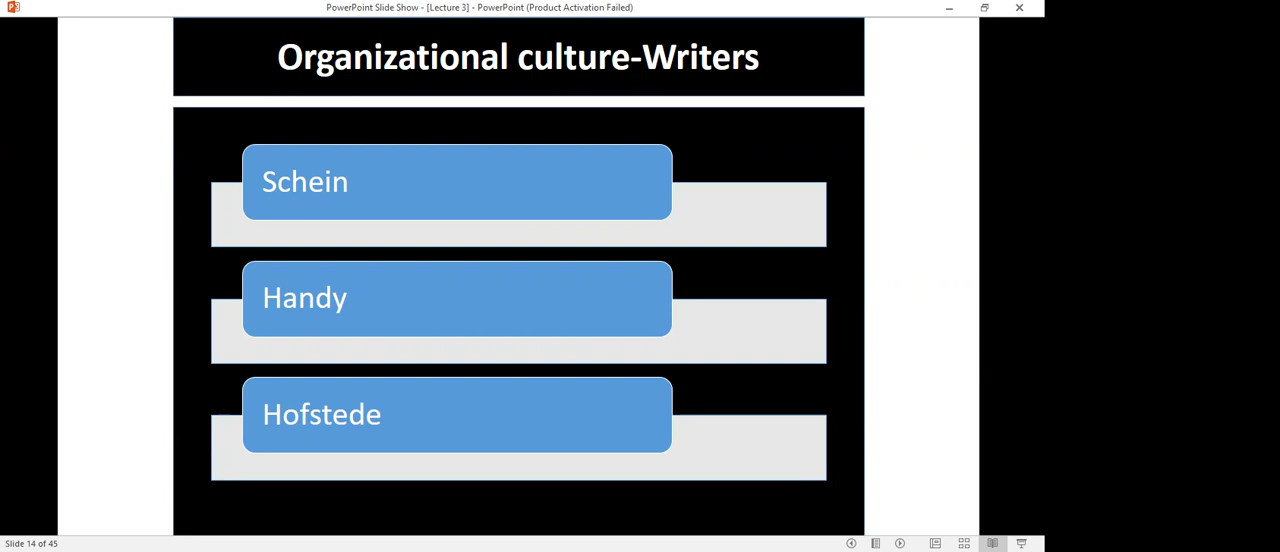 PowerPoint Slide Show - [Lecture 3] - PowerPoint (Product Activation Failed)
Organizational culture-Writers
Schein
Handy
Hofstede
Slide 14 of 45